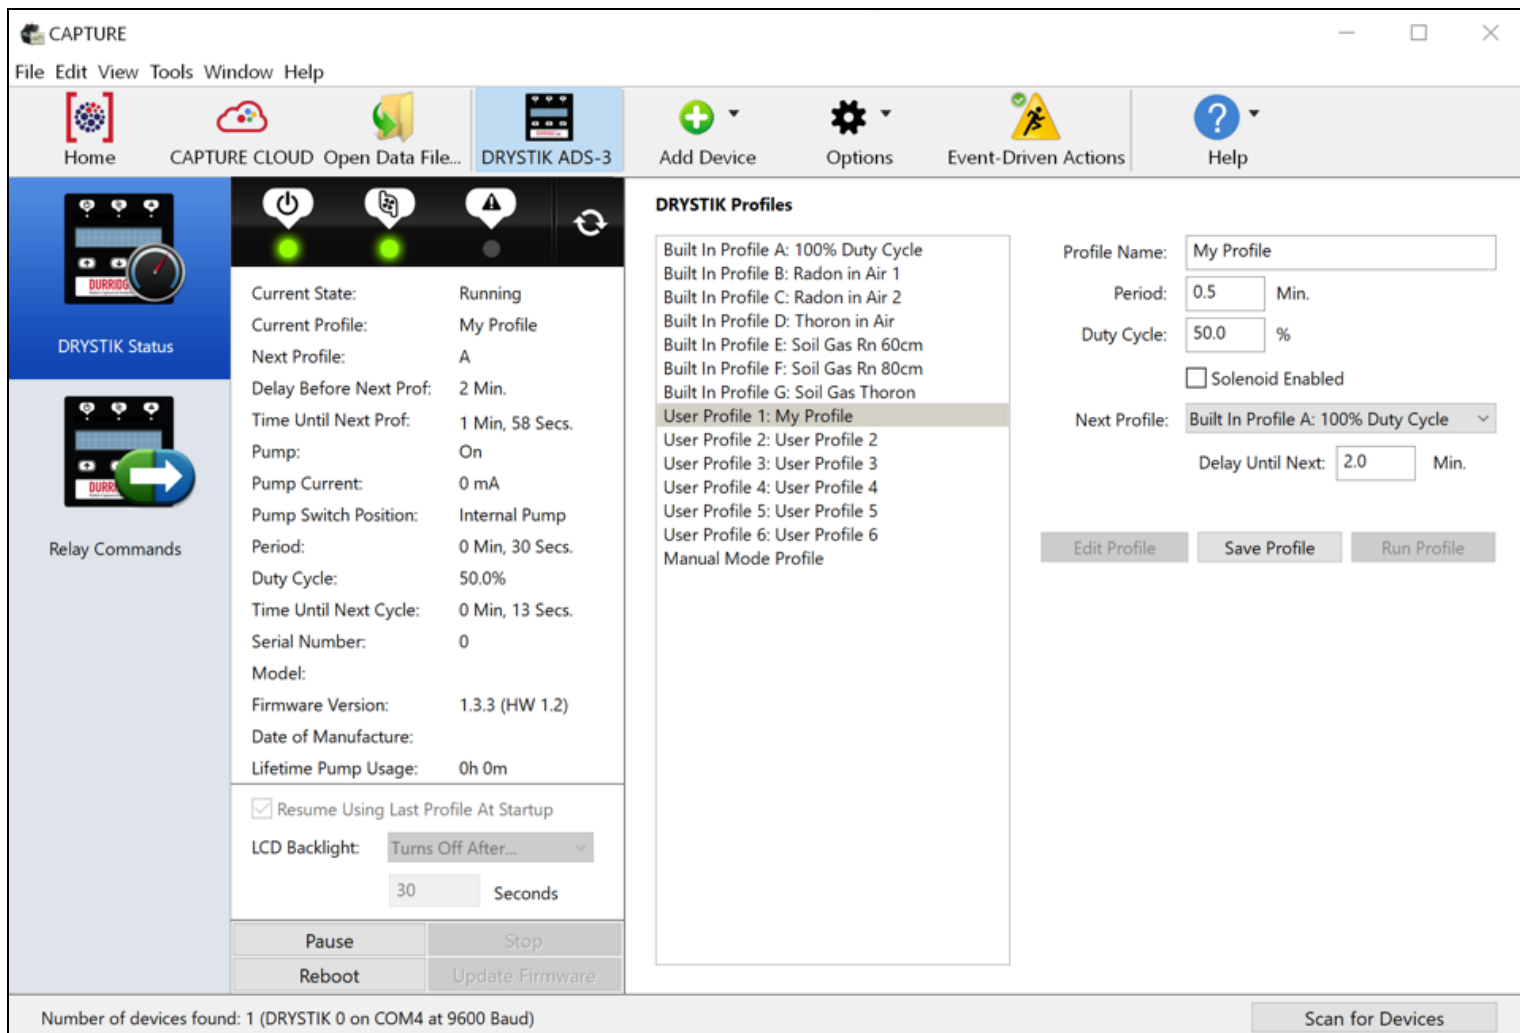 CAPTURE
File Edit View Tools Window Help
Home
CAPTURE CLOUD
Open Data File...
DRYSTIK ADS-3
Add Device
Options
Event-Driven Actions
Help
DRYSTIK Status
Relay Commands
Current State: Running
Current Profile: My Profile
Next Profile: A
Delay Before Next Prof: 2 Min.
Time Until Next Prof: 1 Min, 58 Secs.
Pump: On
Pump Current: 0 mA
Pump Switch Position: Internal Pump
Period: 0 Min, 30 Secs.
Duty Cycle: 50.0%
Time Until Next Cycle: 0 Min, 13 Secs.
Serial Number: 0
Model:
Firmware Version: 1.3.3 (HW 1.2)
Date of Manufacture:
Lifetime Pump Usage: 0h 0m
Resume Using Last Profile At Startup
LCD Backlight: Turns Off After...
30 Seconds
Pause
Stop
Reboot
Update Firmware
DRYSTIK Profiles
Built In Profile A: 100% Duty Cycle
Built In Profile B: Radon in Air 1
Built In Profile C: Radon in Air 2
Built In Profile D: Thoron in Air
Built In Profile E: Soil Gas Rn 60cm
Built In Profile F: Soil Gas Rn 80cm
Built In Profile G: Soil Gas Thoron
User Profile 1: My Profile
User Profile 2: User Profile 2
User Profile 3: User Profile 3
User Profile 4: User Profile 4
User Profile 5: User Profile 5
User Profile 6: User Profile 6
Manual Mode Profile
Profile Name: My Profile
Period: 0.5 Min.
Duty Cycle: 50.0 %
Solenoid Enabled
Next Profile: Built In Profile A: 100% Duty Cycle
Delay Until Next: 2.0 Min.
Edit Profile
Save Profile
Run Profile
Number of devices found: 1 (DRYSTIK 0 on COM4 at 9600 Baud)
Scan for Devices